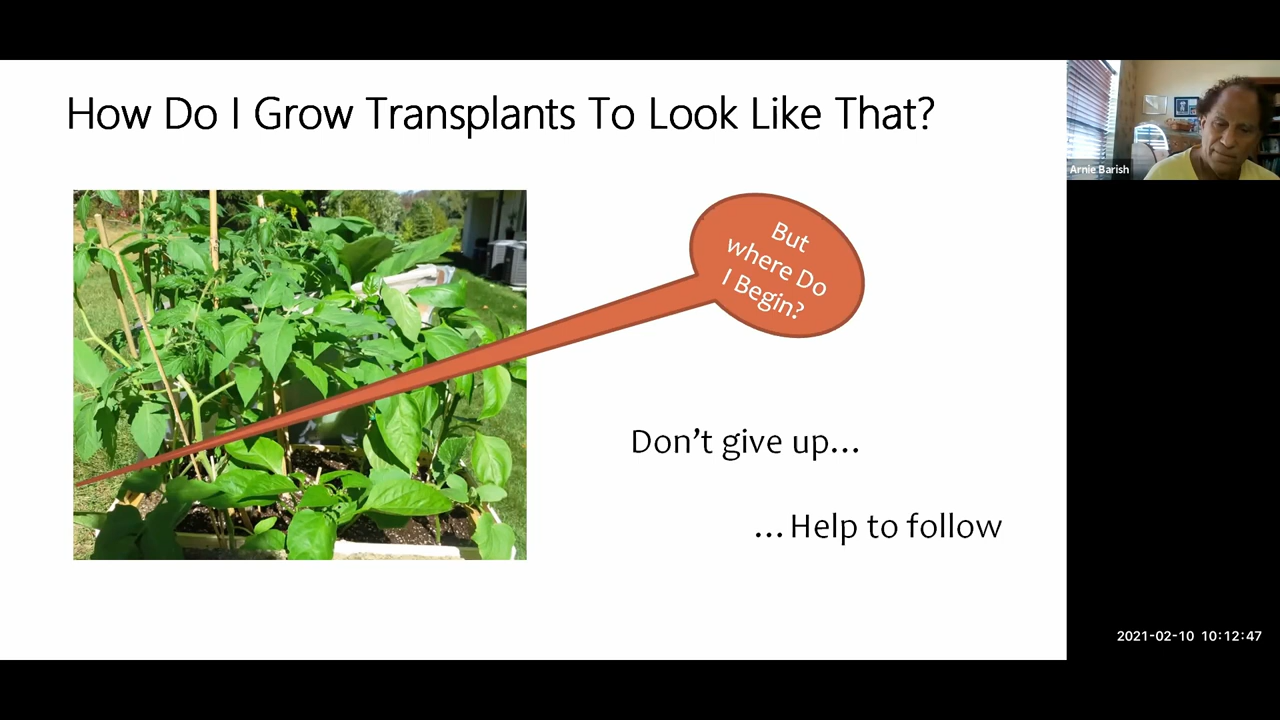 How Do I Grow Transplants To Look Like That?
Arnie Barish
But
where Do
I Begin?
Don’t give up…
…Help to follow
2021-02-10 10:12:47